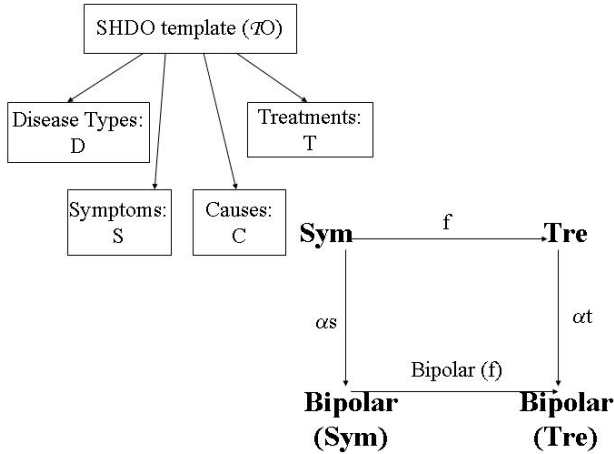 SHDO template (𝒯O)
Disease Types:
D
Treatments:
T
Symptoms:
S
Causes:
C
Sym
f
Tre
αs
αt
Bipolar (f)
Bipolar
(Sym)
Bipolar
(Tre)